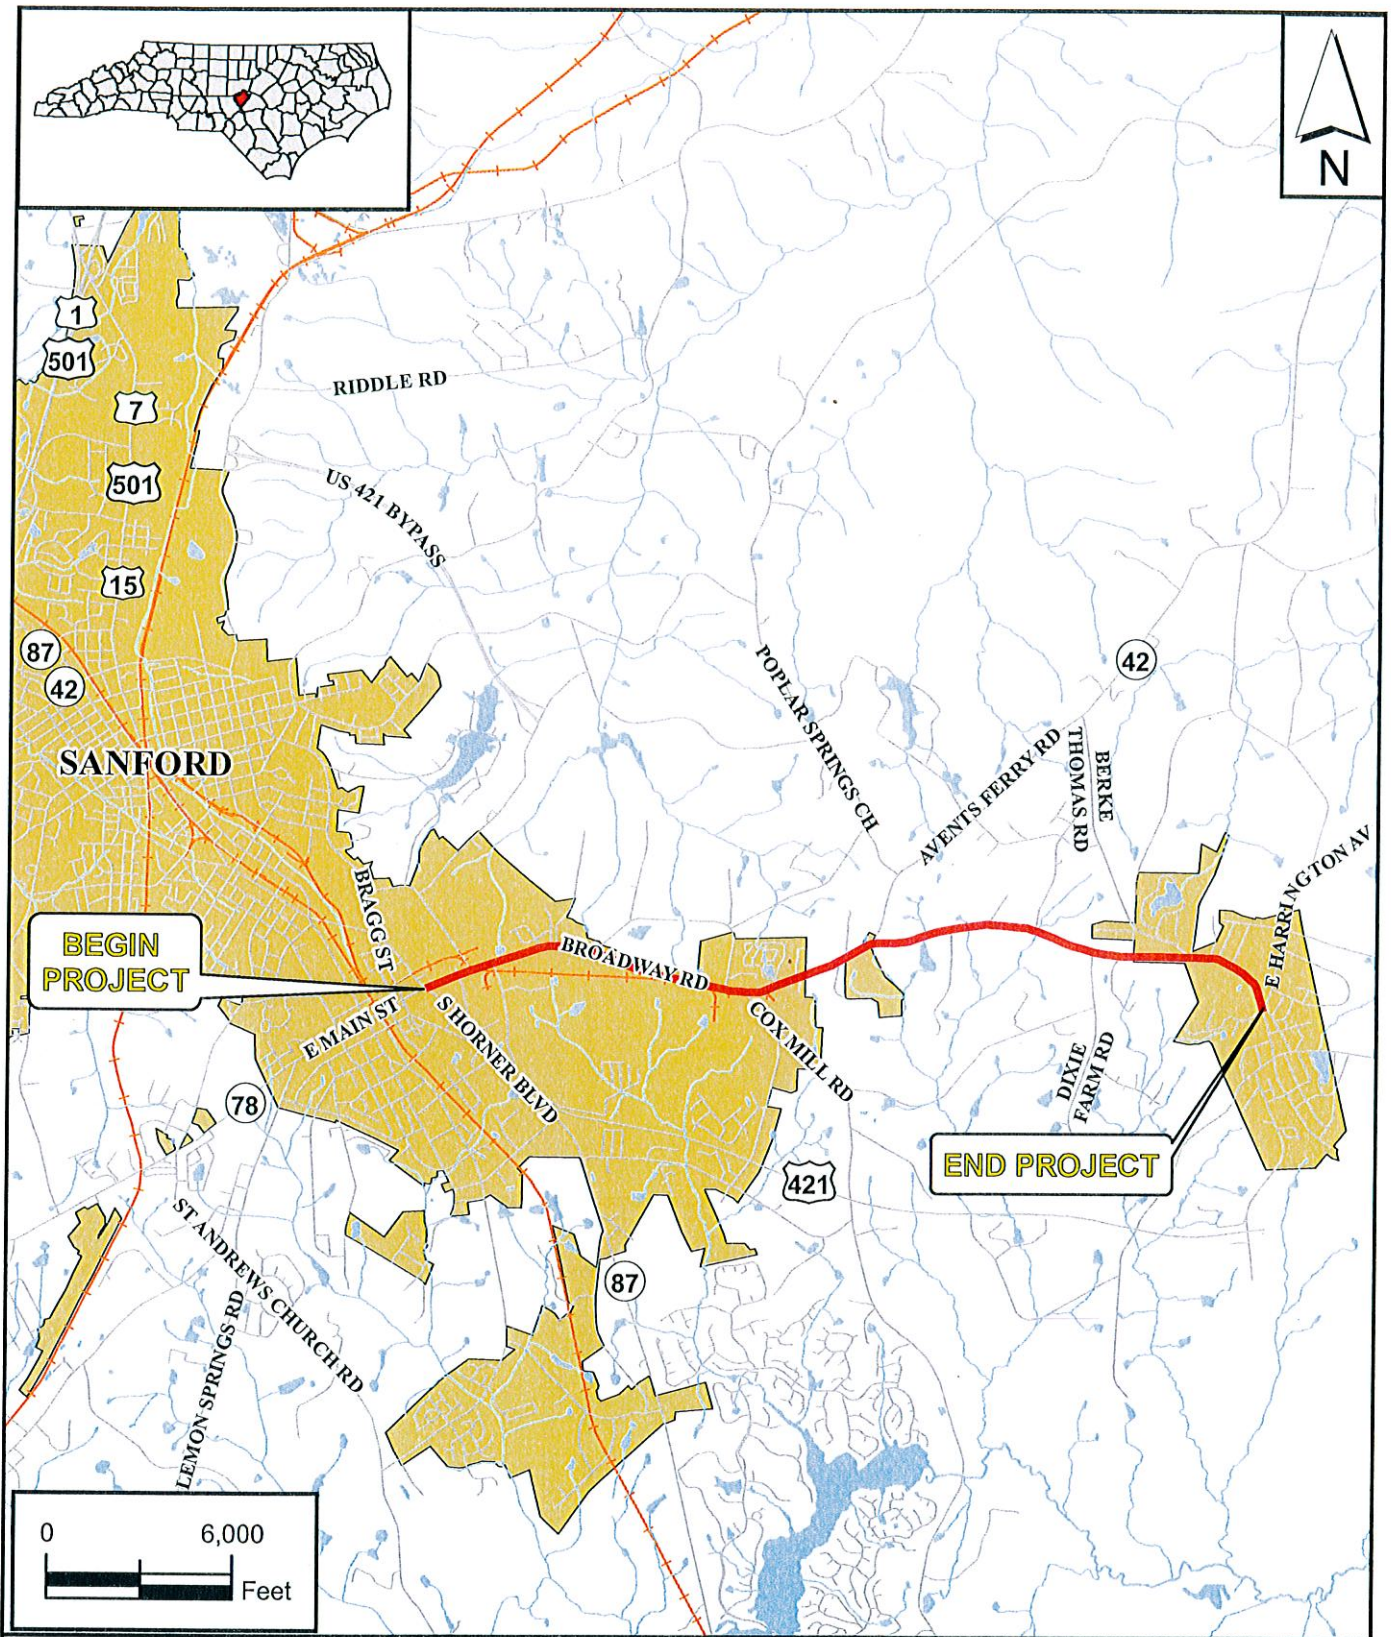 N
1
501
RIDDLE RD
7
501
US 421 BYPASS
15
87
42
42
POPLAR SPRINGS CH
AVENTS FERRY RD
BERKE
THOMAS RD
SANFORD
E HARRINGTON AV
BRAGG ST
BEGIN
PROJECT
BROADWAY RD
E MAIN ST
S HORNER BLVD
COX MILL RD
DIXIE
FARM RD
78
END PROJECT
421
ST ANDREWS CHURCH RD
87
LEMON SPRINGS RD
0 6,000
Feet